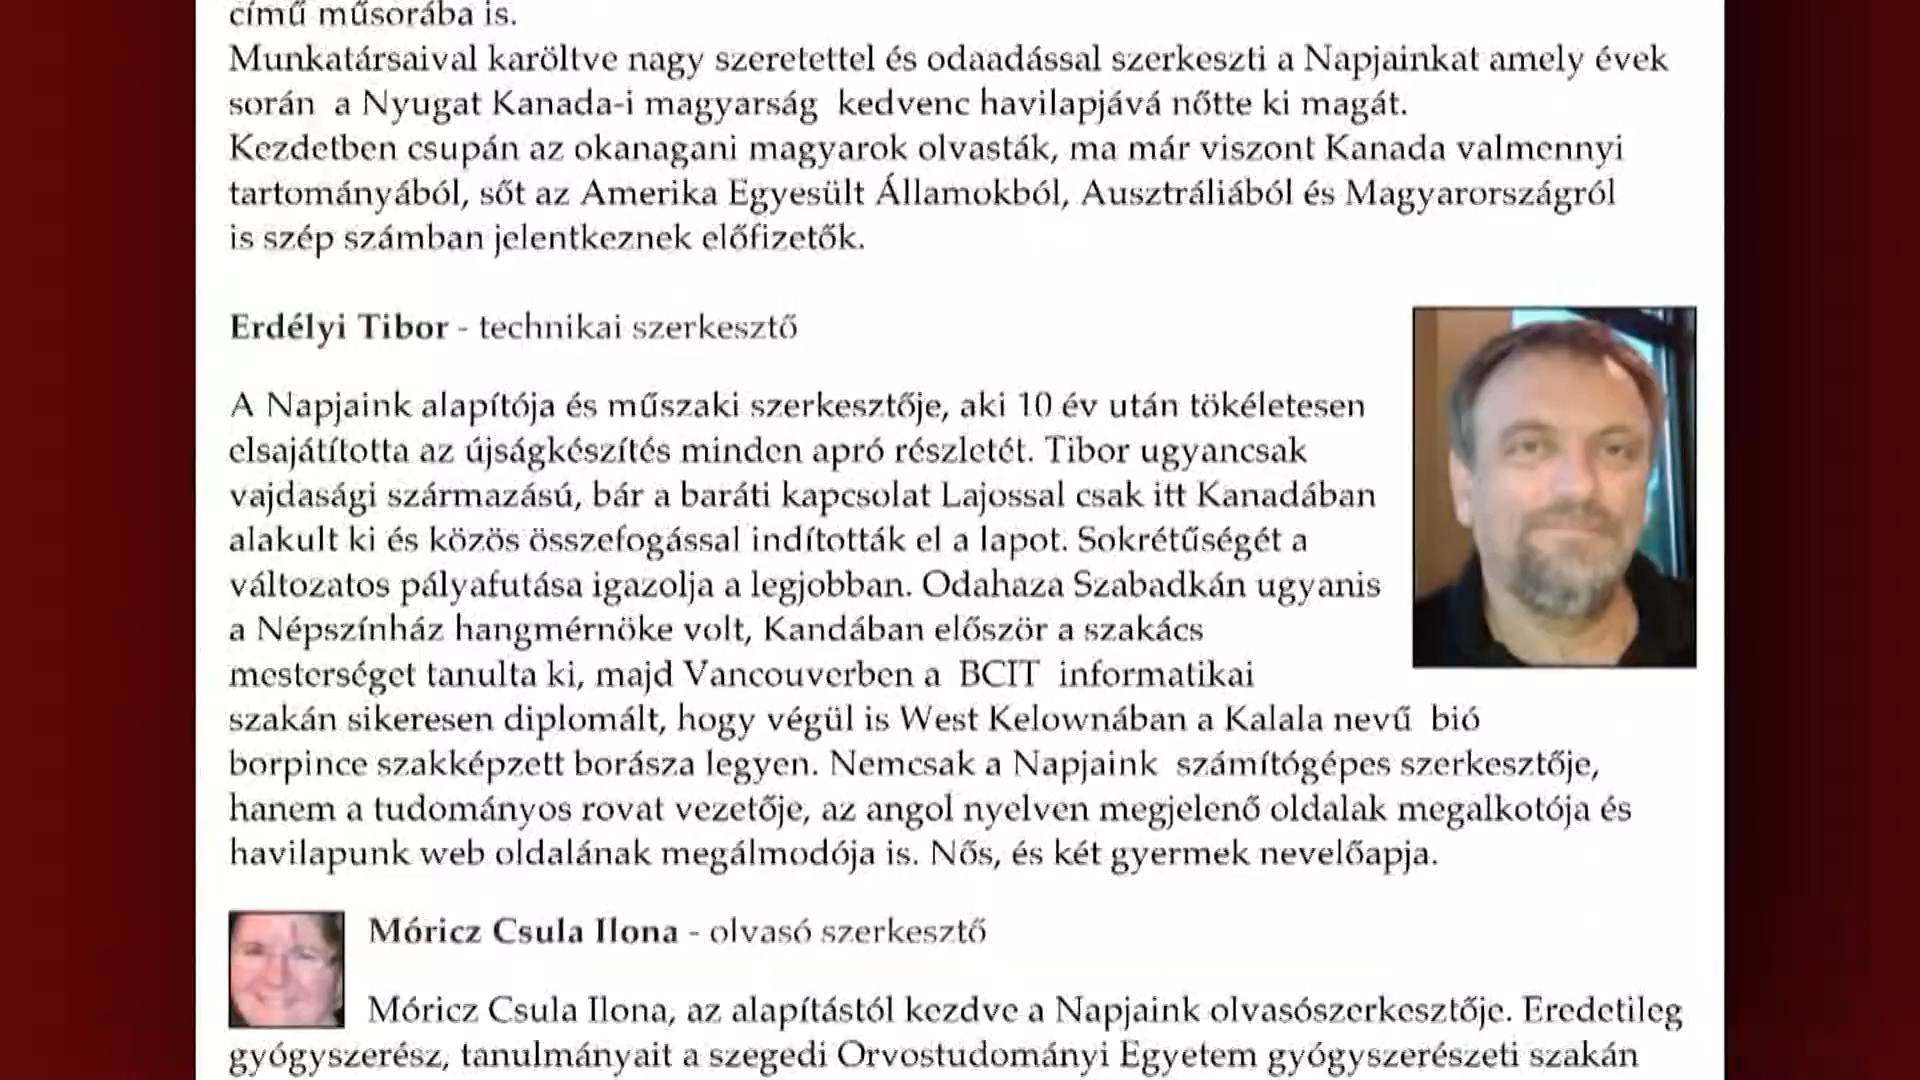 című műsorába is.
Munkatársaival karöltve nagy szeretettel és odaadással szerkeszti a Napjainkat amely évek
során a Nyugat Kanada-i magyarság kedvenc havilapjává nőtte ki magát.
Kezdetben csupán az okanagani magyarok olvasták, ma már viszont Kanada valmennyi
tartományából, sőt az Amerika Egyesült Államokból, Ausztráliából és Magyarországról
is szép számban jelentkeznek előfizetők.
Erdélyi Tibor - technikai szerkesztő
A Napjaink alapítója és műszaki szerkesztője, aki 10 év után tökéletesen
elsajátította az újságkészítés minden apró részletét. Tibor ugyancsak
vajdasági származású, bár a baráti kapcsolat Lajossal csak itt Kanadában
alakult ki és közös összefogással indították el a lapot. Sokrétűségét a
változatos pályafutása igazolja a legjobban. Odahaza Szabadkán ugyanis
a Népszínház hangmérnöke volt, Kandában először a szakács
mesterséget tanulta ki, majd Vancouverben a BCIT informatikai
szakán sikeresen diplomált, hogy végül is West Kelownában a Kalala nevű bió
borpince szakképzett borásza legyen. Nemcsak a Napjaink számítógépes szerkesztője,
hanem a tudományos rovat vezetője, az angol nyelven megjelenő oldalak megalkotója és
havilapunk web oldalának megálmodója is. Nős, és két gyermek nevelőapja.
Móricz Csula Ilona - olvasó szerkesztő
Móricz Csula Ilona, az alapítástól kezdve a Napjaink olvasószerkesztője. Eredetileg
gyógyszerész, tanulmányait a szegedi Orvostudományi Egyetem gyógyszerészeti szakán